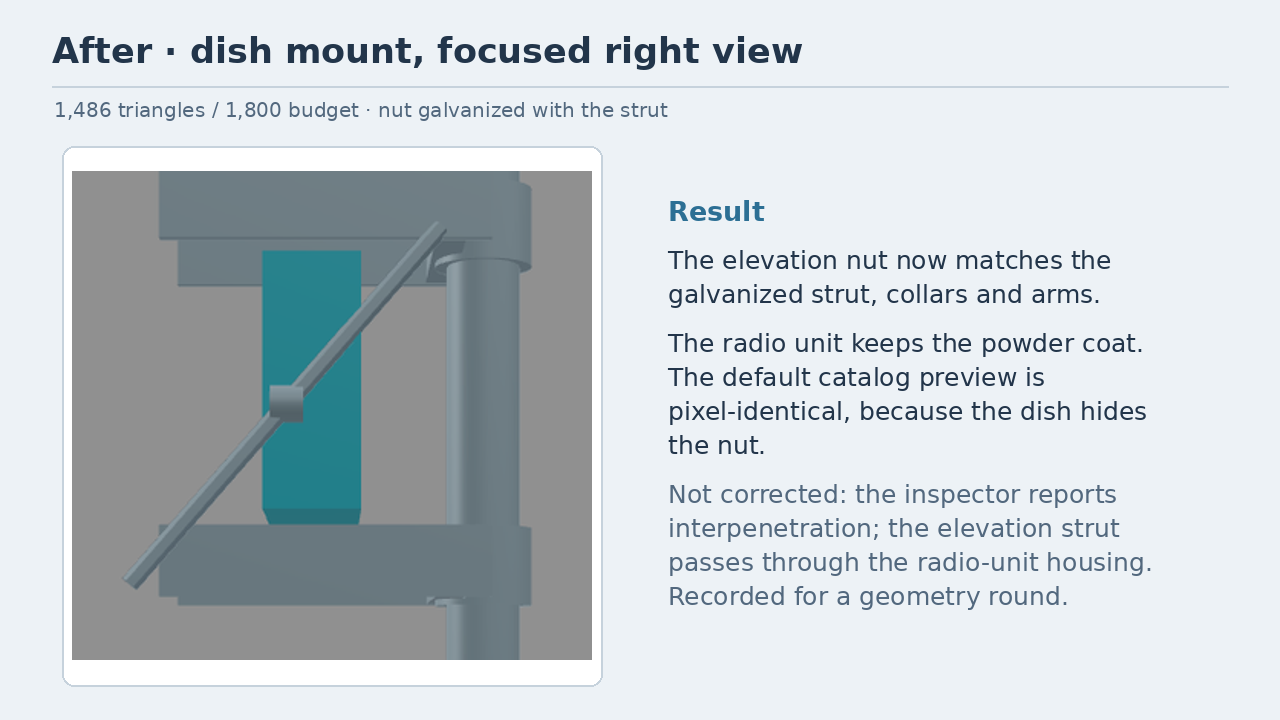 After · dish mount, focused right view
1,486 triangles / 1,800 budget · nut galvanized with the strut
Result
The elevation nut now matches the
galvanized strut, collars and arms.
The radio unit keeps the powder coat.
The default catalog preview is
pixel-identical, because the dish hides
the nut.
Not corrected: the inspector reports
interpenetration; the elevation strut
passes through the radio-unit housing.
Recorded for a geometry round.